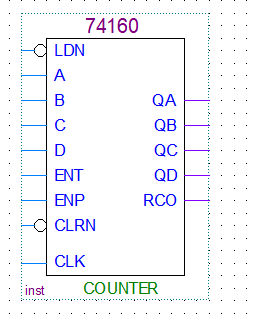 74160
LDN
A
B QA
C QB
D QC
ENT QD
ENP RCO
CLRN
CLK
inst COUNTER